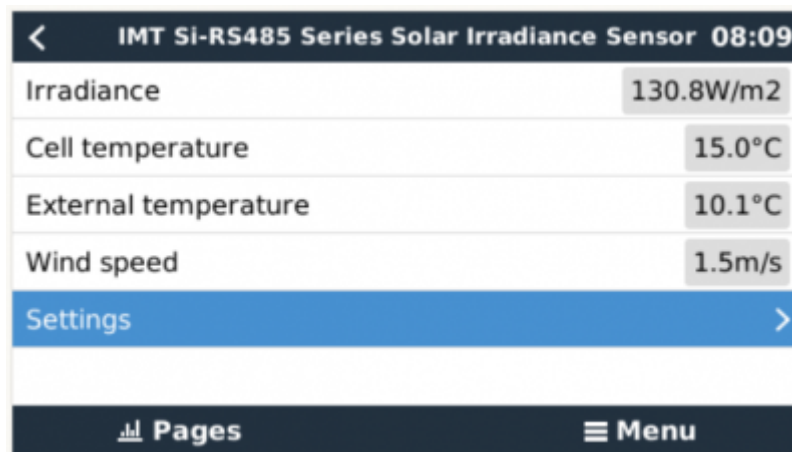 IMT Si-RS485 Series Solar Irradiance Sensor 08:09
Irradiance 130.8W/m2
Cell temperature 15.0°C
External temperature 10.1°C
Wind speed 1.5m/s
Settings
Pages Menu